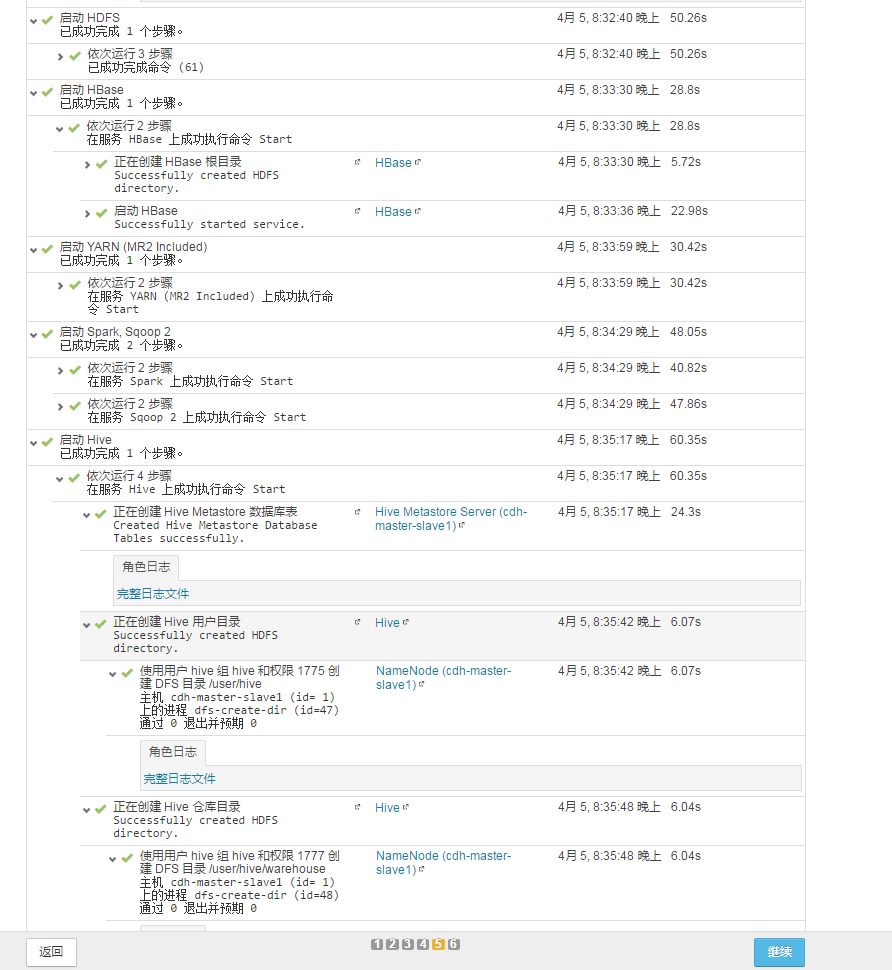 启动 HDFS 4月 5, 8:32:40 晚上 50.26s
已成功完成 1 个步骤。
依次运行 3 步骤 4月 5, 8:32:40 晚上 50.26s
已成功完成命令 (61)
启动 HBase 4月 5, 8:33:30 晚上 28.8s
已成功完成 1 个步骤。
依次运行 2 步骤 4月 5, 8:33:30 晚上 28.8s
在服务 HBase 上成功执行命令 Start
正在创建 HBase 根目录 HBase 4月 5, 8:33:30 晚上 5.72s
Successfully created HDFS
directory.
启动 HBase HBase 4月 5, 8:33:36 晚上 22.98s
Successfully started service.
启动 YARN (MR2 Included) 4月 5, 8:33:59 晚上 30.42s
已成功完成 1 个步骤。
依次运行 2 步骤 4月 5, 8:33:59 晚上 30.42s
在服务 YARN (MR2 Included) 上成功执行命
令 Start
启动 Spark, Sqoop 2 4月 5, 8:34:29 晚上 48.05s
已成功完成 2 个步骤。
依次运行 2 步骤 4月 5, 8:34:29 晚上 40.82s
在服务 Spark 上成功执行命令 Start
依次运行 2 步骤 4月 5, 8:34:29 晚上 47.86s
在服务 Sqoop 2 上成功执行命令 Start
启动 Hive 4月 5, 8:35:17 晚上 60.35s
已成功完成 1 个步骤。
依次运行 4 步骤 4月 5, 8:35:17 晚上 60.35s
在服务 Hive 上成功执行命令 Start
正在创建 Hive Metastore 数据库表 Hive Metastore Server (cdh- 4月 5, 8:35:17 晚上 24.3s
Created Hive Metastore Database master-slave1)
Tables successfully.
角色日志
完整日志文件
正在创建 Hive 用户目录 Hive 4月 5, 8:35:42 晚上 6.07s
Successfully created HDFS
directory.
使用用户 hive 组 hive 和权限 1775 创 NameNode (cdh-master- 4月 5, 8:35:42 晚上 6.07s
建 DFS 目录 /user/hive slave1)
主机 cdh-master-slave1 (id= 1)
上的进程 dfs-create-dir (id=47)
通过 0 退出并预期 0
角色日志
完整日志文件
正在创建 Hive 仓库目录 Hive 4月 5, 8:35:48 晚上 6.04s
Successfully created HDFS
directory.
使用用户 hive 组 hive 和权限 1777 创 NameNode (cdh-master- 4月 5, 8:35:48 晚上 6.04s
建 DFS 目录 /user/hive/warehouse slave1)
主机 cdh-master-slave1 (id= 1)
上的进程 dfs-create-dir (id=48)
通过 0 退出并预期 0
返回 1 2 3 4 5 6 继续